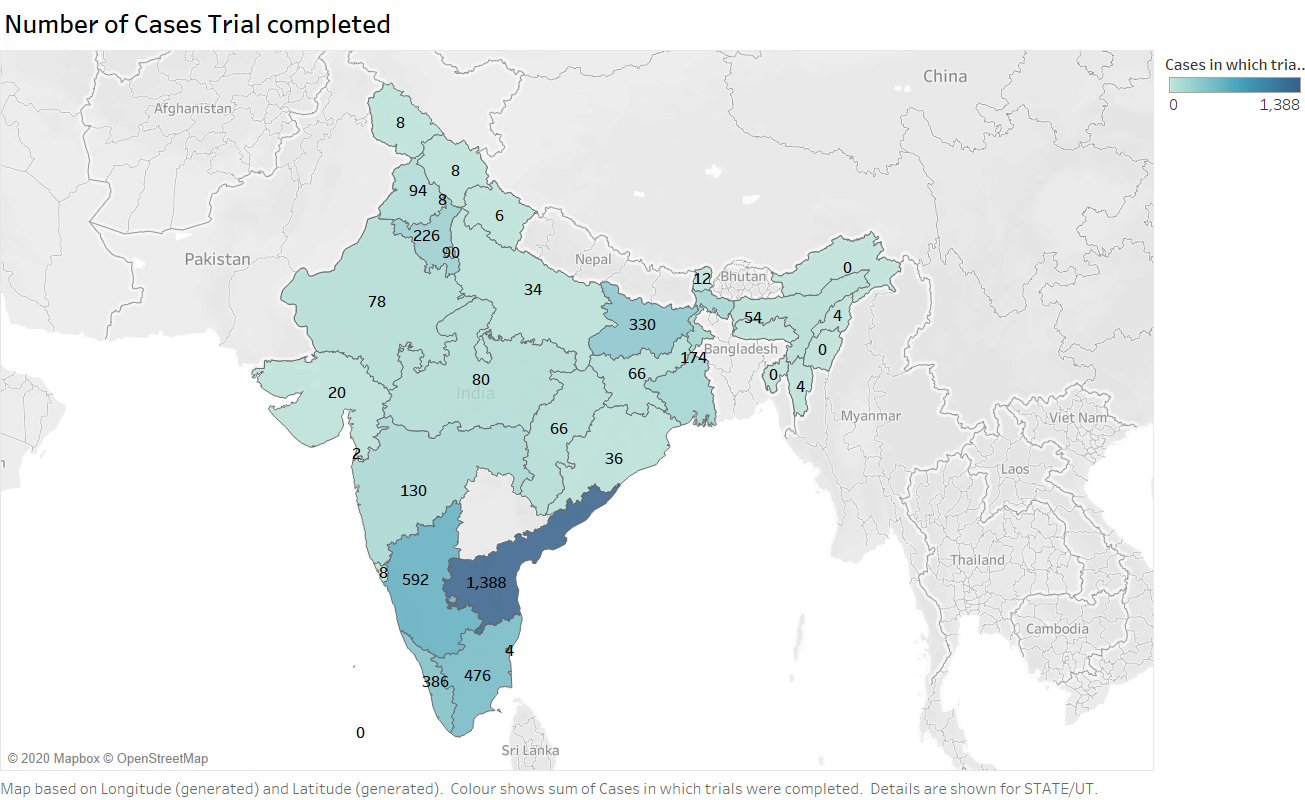 Number of Cases Trial completed
Cases in which tria..
0 1,388
China
Afghanistan
8
8
94
8
6
226
90
Pakistan
Nepal
12
Bhutan
0
34
78
330
54
4
Bangladesh
0
174
66
0
4
80
India
20
Myanmar
Viet Nam
66
2
36
Laos
130
n
Thailand
8
592
1,388
Cambodia
4
386
476
0
Sri Lanka
© 2020 Mapbox © OpenStreetMap
Map based on Longitude (generated) and Latitude (generated). Colour shows sum of Cases in which trials were completed. Details are shown for STATE/UT.